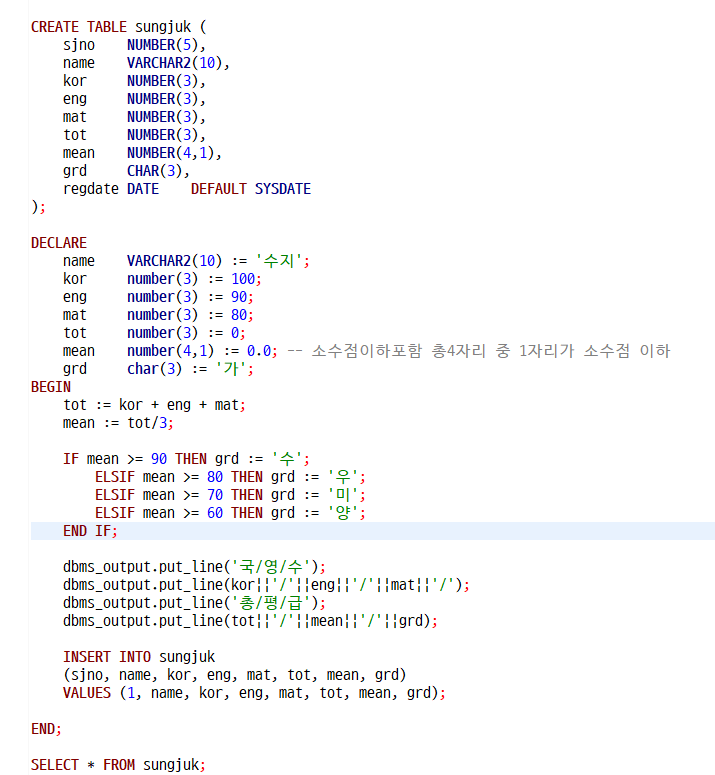 CREATE TABLE sungjuk (
    sjno    NUMBER(5),
    name    VARCHAR2(10),
    kor     NUMBER(3),
    eng     NUMBER(3),
    mat     NUMBER(3),
    tot     NUMBER(3),
    mean    NUMBER(4,1),
    grd     CHAR(3),
    regdate DATE    DEFAULT SYSDATE
);
DECLARE
    name    VARCHAR2(10) := '수지';
    kor     number(3) := 100;
    eng     number(3) := 90;
    mat     number(3) := 80;
    tot     number(3) := 0;
    mean    number(4,1) := 0.0; -- 소수점이하포함 총4자리 중 1자리가 소수점 이하
    grd     char(3) := '가';
BEGIN
    tot := kor + eng + mat;
    mean := tot/3;
    IF mean >= 90 THEN grd := '수';
        ELSIF mean >= 80 THEN grd := '우';
        ELSIF mean >= 70 THEN grd := '미';
        ELSIF mean >= 60 THEN grd := '양';
    END IF;
    dbms_output.put_line('국/영/수');
    dbms_output.put_line(kor||'/'||eng||'/'||mat||'/');
    dbms_output.put_line('총/평/급');
    dbms_output.put_line(tot||'/'||mean||'/'||grd);
    INSERT INTO sungjuk
    (sjno, name, kor, eng, mat, tot, mean, grd)
    VALUES (1, name, kor, eng, mat, tot, mean, grd);
END;
SELECT * FROM sungjuk;